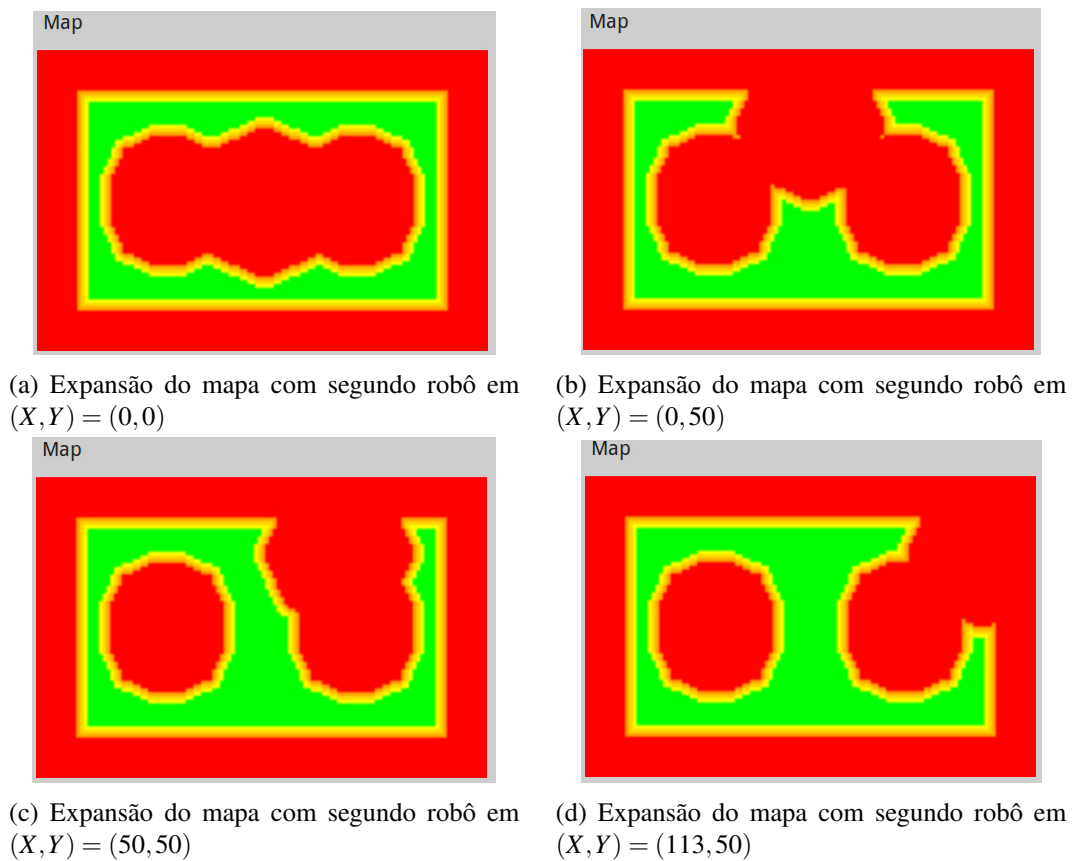 Map
Map
(a) Expansão do mapa com segundo robô em
(X,Y) = (0,0)
(b) Expansão do mapa com segundo robô em
(X,Y) = (0,50)
Map
Map
(c) Expansão do mapa com segundo robô em
(X,Y) = (50,50)
(d) Expansão do mapa com segundo robô em
(X,Y) = (113,50)